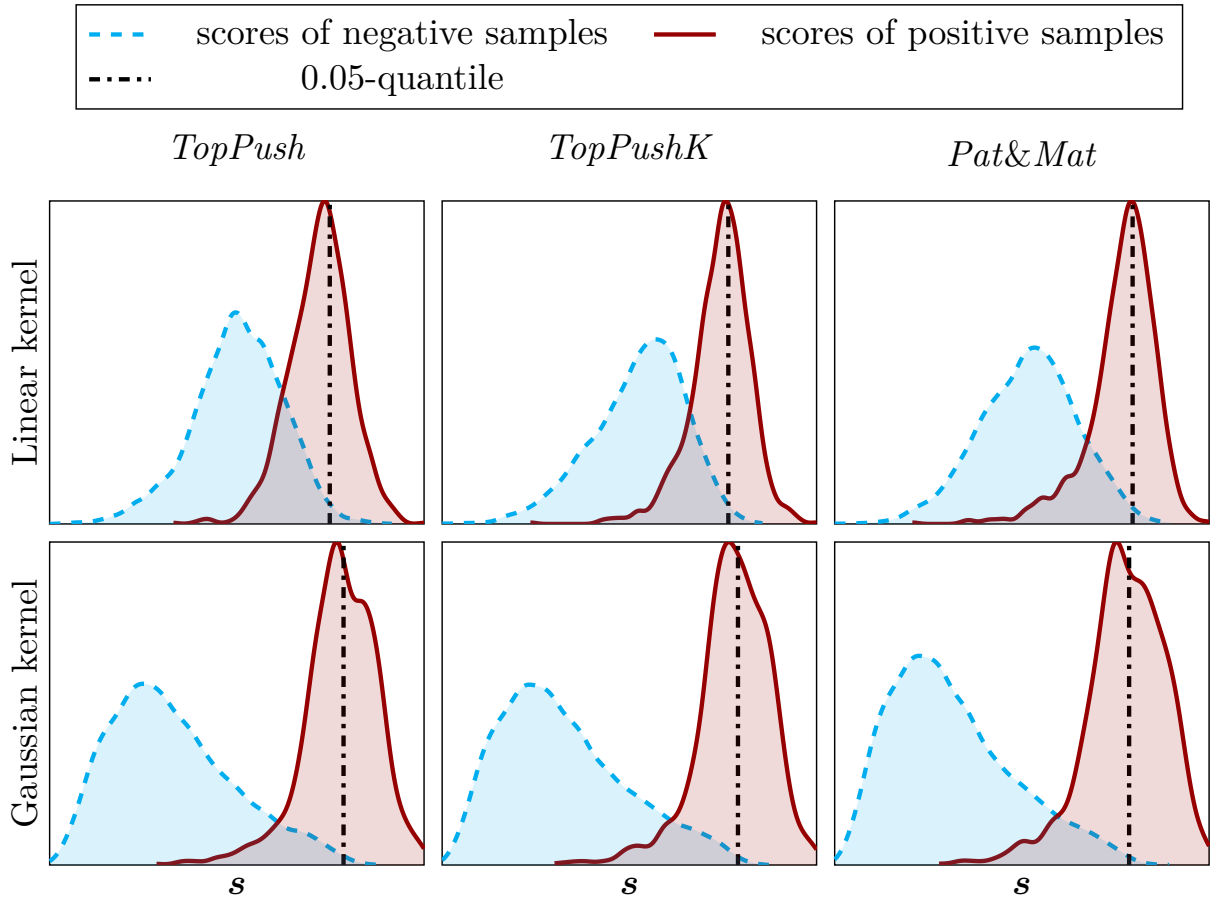 scores of negative samples scores of positive samples
0.05-quantile
TopPush TopPushK Pat&Mat
Linear kernel
Gaussian kernel
s s s